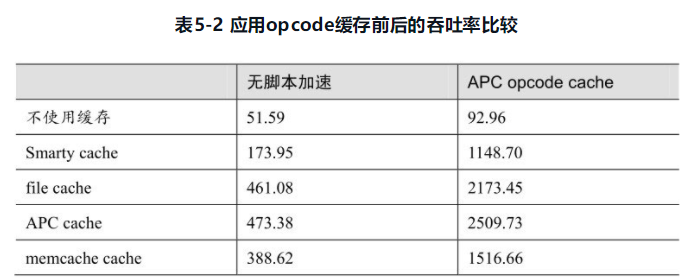 表5-2 应用opcode缓存前后的吞吐率比较
无脚本加速 APC opcode cache
不使用缓存 51.59 92.96
Smarty cache 173.95 1148.70
file cache 461.08 2173.45
APC cache 473.38 2509.73
memcache cache 388.62 1516.66